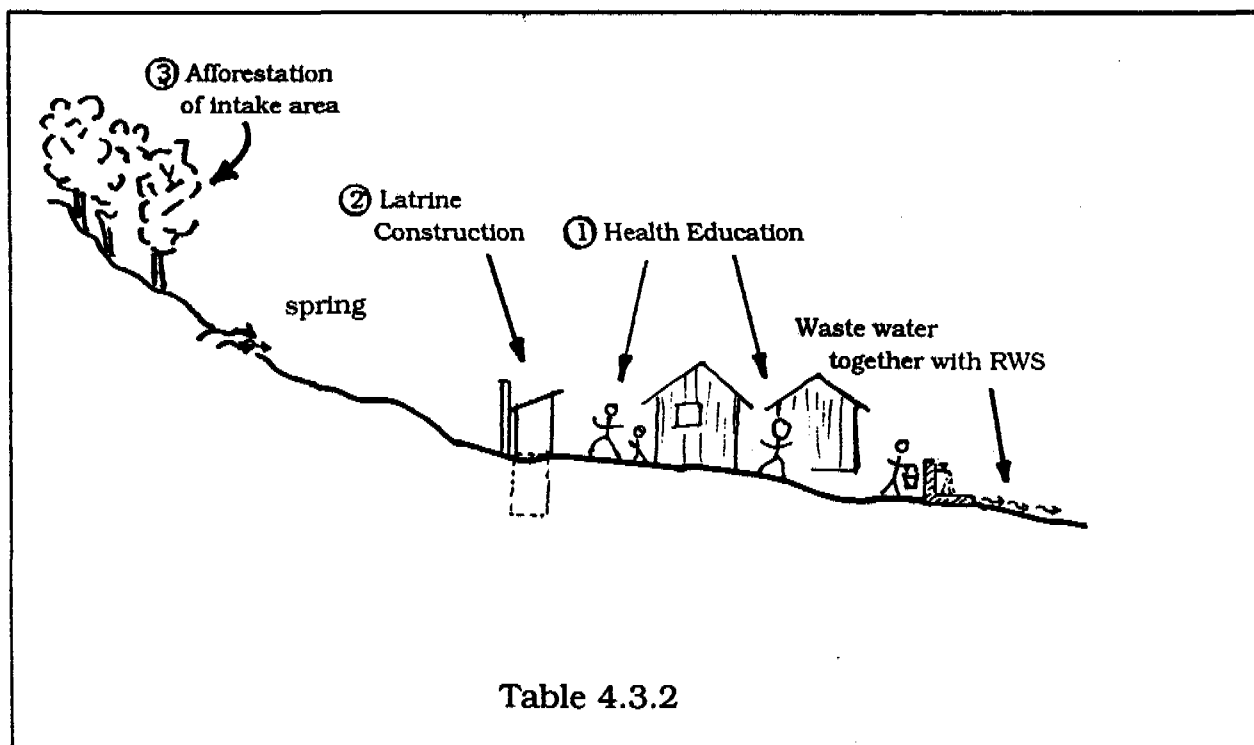 ③ Afforestation
of intake area
② Latrine
Construction
① Health Education
spring
Waste water
together with RWS
Table 4.3.2